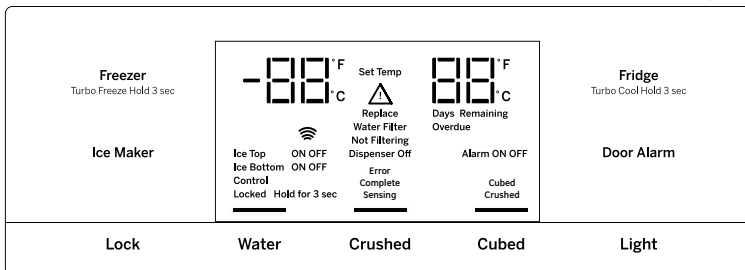 Freezer
Turbo Freeze Hold 3 sec
Ice Maker
-88 °F °C
Set Temp
Replace
Water Filter
Not Filtering
Dispenser Off
Error
Complete
Sensing
88 °F °C
Days Remaining
Overdue
Ice Top ON OFF
Ice Bottom ON OFF
Control
Locked Hold for 3 sec
Alarm ON OFF
Cubed
Crushed
Fridge
Turbo Cool Hold 3 sec
Door Alarm
Lock
Water
Crushed
Cubed
Light